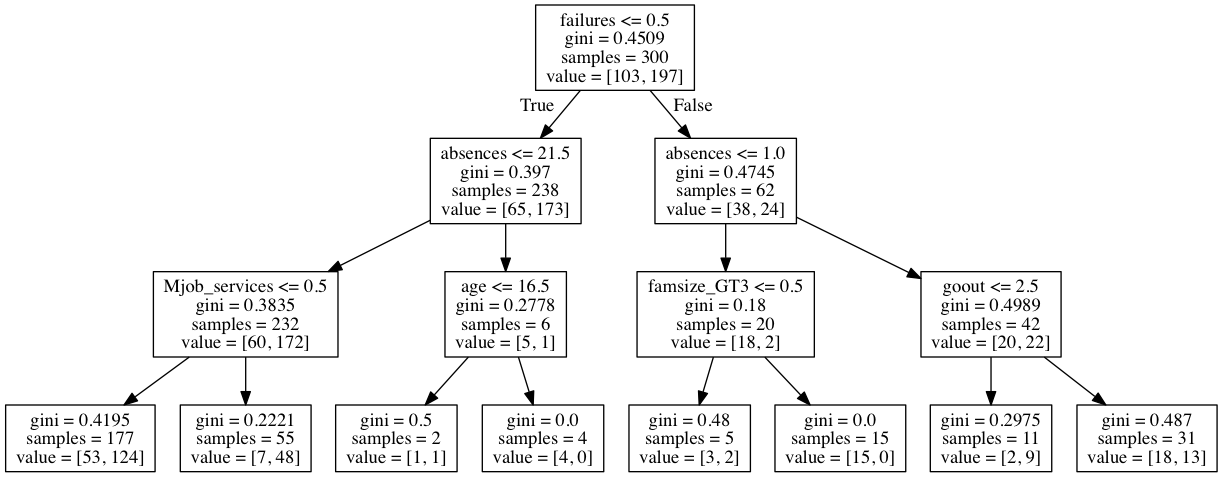 failures <= 0.5
gini = 0.4509
samples = 300
value = [103, 197]
True
False
absences <= 21.5
gini = 0.397
samples = 238
value = [65, 173]
absences <= 1.0
gini = 0.4745
samples = 62
value = [38, 24]
Mjob_services <= 0.5
gini = 0.3835
samples = 232
value = [60, 172]
age <= 16.5
gini = 0.2778
samples = 6
value = [5, 1]
famsize_GT3 <= 0.5
gini = 0.18
samples = 20
value = [18, 2]
goout <= 2.5
gini = 0.4989
samples = 42
value = [20, 22]
gini = 0.4195
samples = 177
value = [53, 124]
gini = 0.2221
samples = 55
value = [7, 48]
gini = 0.5
samples = 2
value = [1, 1]
gini = 0.0
samples = 4
value = [4, 0]
gini = 0.48
samples = 5
value = [3, 2]
gini = 0.0
samples = 15
value = [15, 0]
gini = 0.2975
samples = 11
value = [2, 9]
gini = 0.487
samples = 31
value = [18, 13]